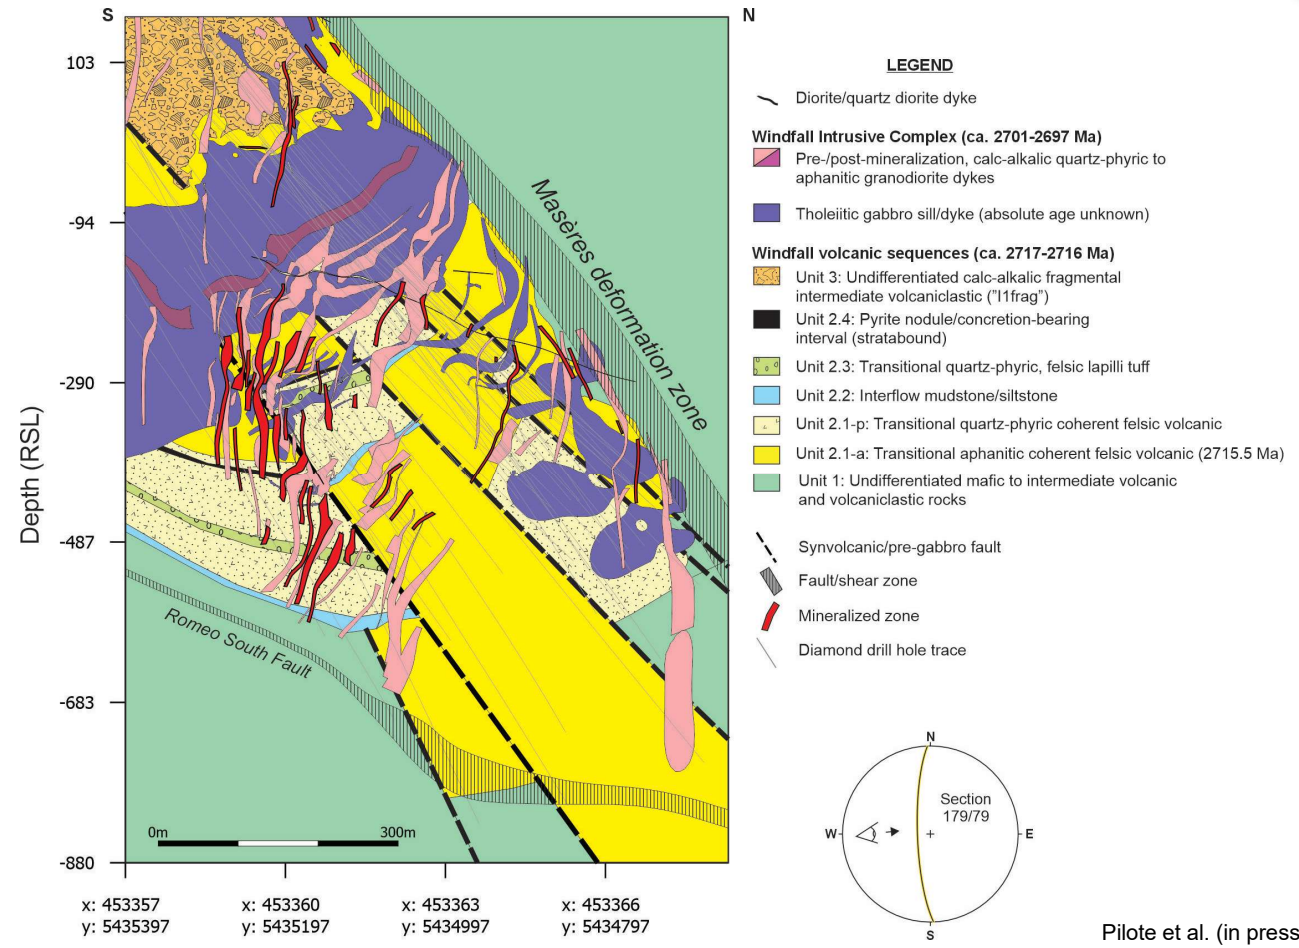 S
N
103
-94
-290
-487
-683
-880
Depth (RSL)
Masères deformation zone
Romeo South Fault
0m 300m
x: 453357
y: 5435397
x: 453360
y: 5435197
x: 453363
y: 5434997
x: 453366
y: 5434797
LEGEND
Diorite/quartz diorite dyke
Windfall Intrusive Complex (ca. 2701-2697 Ma)
Pre-/post-mineralization, calc-alkalic quartz-phyric to
aphanitic granodiorite dykes
Tholeiitic gabbro sill/dyke (absolute age unknown)
Windfall volcanic sequences (ca. 2717-2716 Ma)
Unit 3: Undifferentiated calc-alkalic fragmental
intermediate volcaniclastic ("I1frag")
Unit 2.4: Pyrite nodule/concretion-bearing
interval (stratabound)
Unit 2.3: Transitional quartz-phyric, felsic lapilli tuff
Unit 2.2: Interflow mudstone/siltstone
Unit 2.1-p: Transitional quartz-phyric coherent felsic volcanic
Unit 2.1-a: Transitional aphanitic coherent felsic volcanic (2715.5 Ma)
Unit 1: Undifferentiated mafic to intermediate volcanic
and volcaniclastic rocks
Synvolcanic/pre-gabbro fault
Fault/shear zone
Mineralized zone
Diamond drill hole trace
N
Section
179/79
W
E
S
Pilote et al. (in press